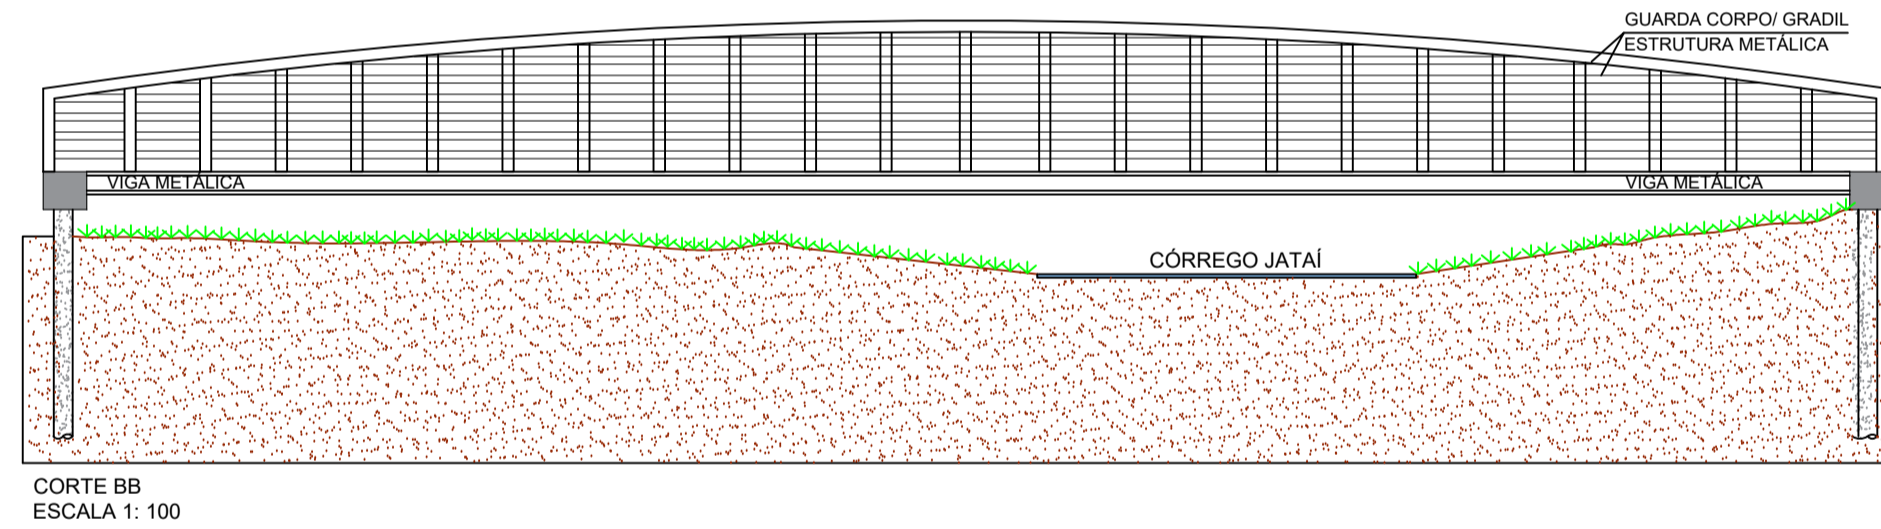 GUARDA CORPO/ GRADIL
ESTRUTURA METÁLICA
VIGA METÁLICA
VIGA METÁLICA
CÓRREGO JATAÍ
CORTE BB
ESCALA 1: 100